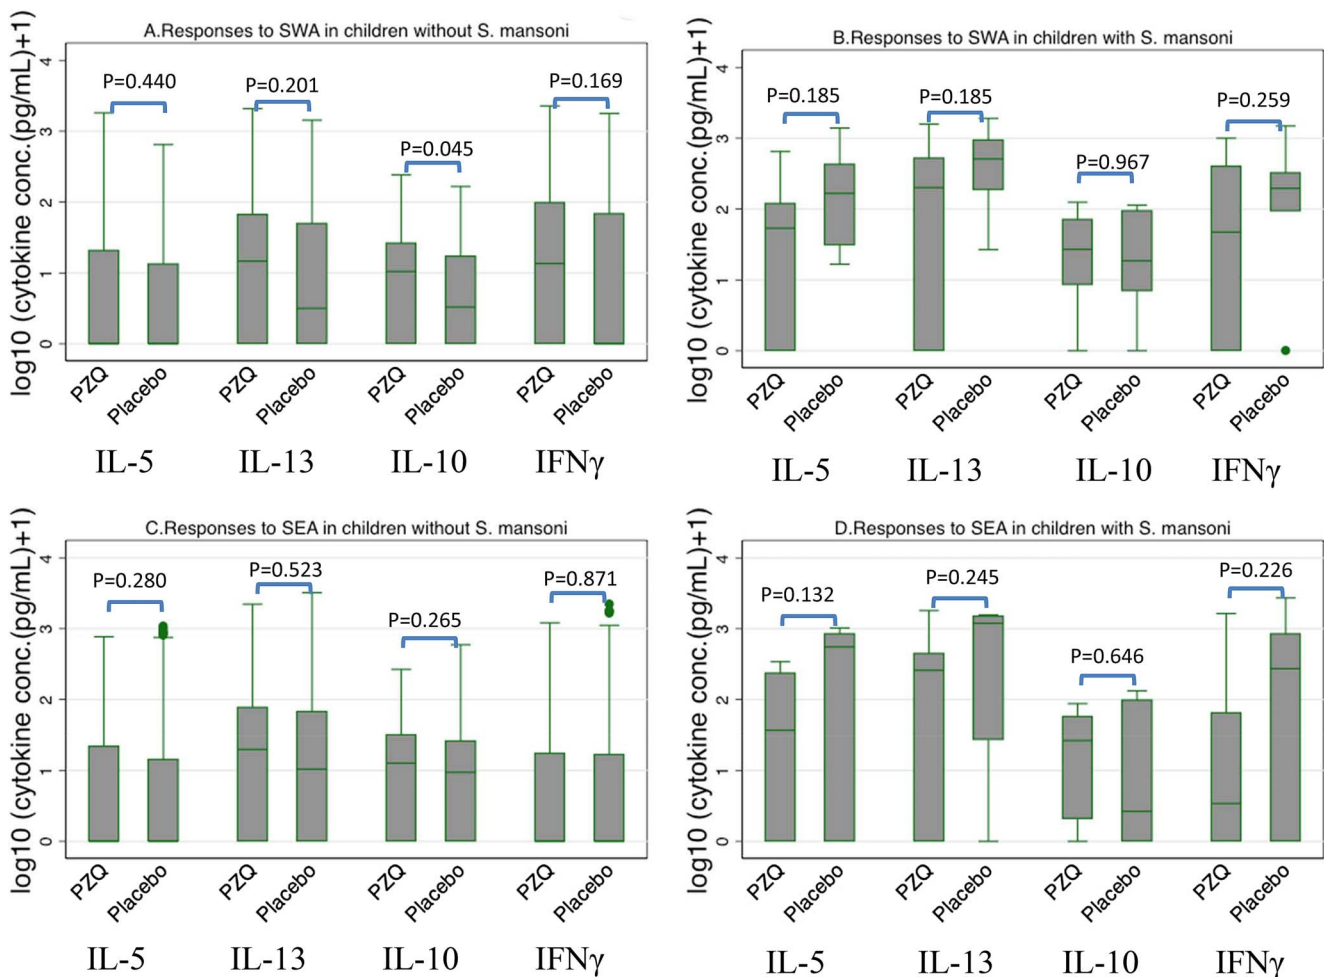 A.Responses to SWA in children without S. mansoni
log10 (cytokine conc.(pg/mL)+1)
4
3
2
1
0
P=0.440
P=0.201
P=0.045
P=0.169
PZQ
Placebo
PZQ
Placebo
PZQ
Placebo
PZQ
Placebo
IL-5
IL-13
IL-10
IFNγ
B.Responses to SWA in children with S. mansoni
log10 (cytokine conc.(pg/mL)+1)
4
3
2
1
0
P=0.185
P=0.185
P=0.967
P=0.259
PZQ
Placebo
PZQ
Placebo
PZQ
Placebo
PZQ
Placebo
IL-5
IL-13
IL-10
IFNγ
C.Responses to SEA in children without S. mansoni
log10 (cytokine conc.(pg/mL)+1)
4
3
2
1
0
P=0.280
P=0.523
P=0.265
P=0.871
PZQ
Placebo
PZQ
Placebo
PZQ
Placebo
PZQ
Placebo
IL-5
IL-13
IL-10
IFNγ
D.Responses to SEA in children with S. mansoni
log10 (cytokine conc.(pg/mL)+1)
4
3
2
1
0
P=0.132
P=0.245
P=0.646
P=0.226
PZQ
Placebo
PZQ
Placebo
PZQ
Placebo
PZQ
Placebo
IL-5
IL-13
IL-10
IFNγ